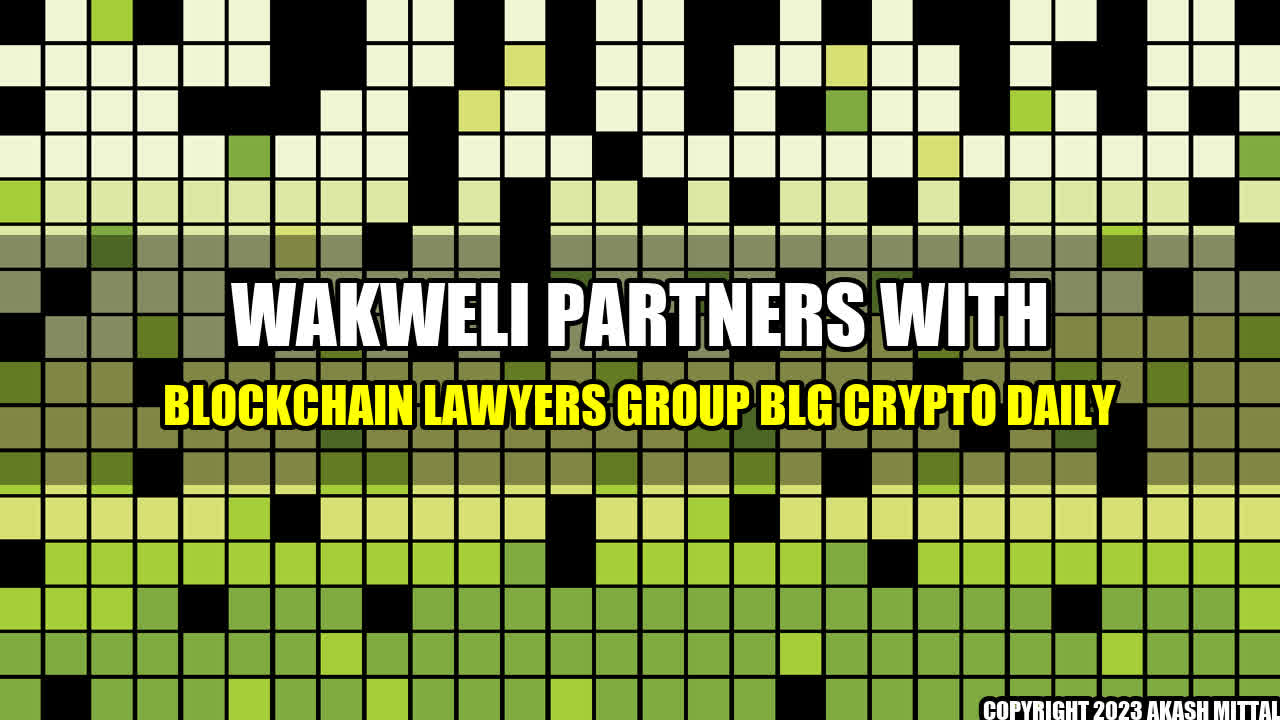 WAKWELI PARTNERS WITH
BLOCKCHAIN LAWYERS GROUP BLG CRYPTO DAILY
COPYRIGHT 2023 AKASH MITTAL